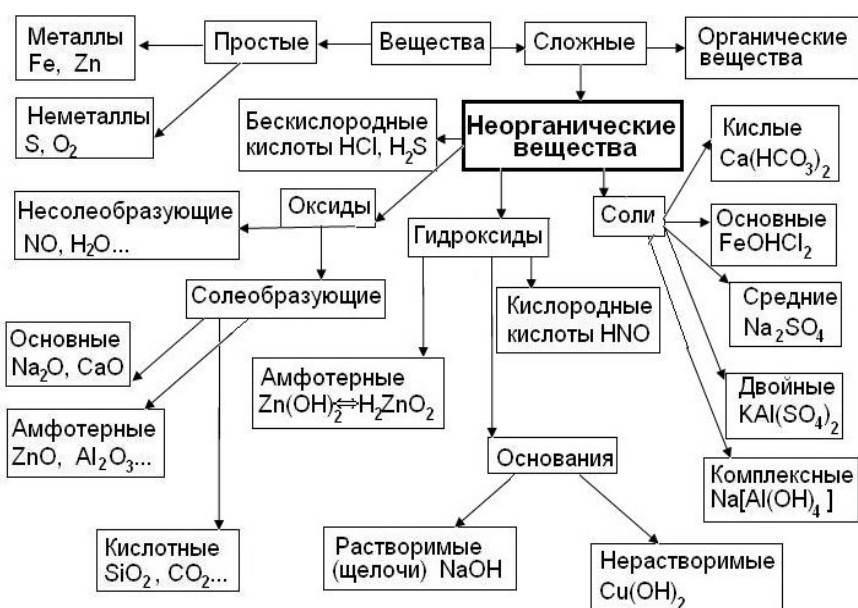 Металлы
Fe, Zn
Простые
Вещества
Сложные
Органические
вещества
Неметаллы
S, O₂
Бескислородные
кислоты HCl, H₂S
Неорганические
вещества
Кислые
Ca(HCO₃)₂
Несолеобразующие
NO, H₂O...
Оксиды
Гидроксиды
Соли
Основные
FeOHCl₂
Солеобразующие
Кислородные
кислоты HNO
Средние
Na₂SO₄
Основные
Na₂O, CaO
Амфотерные
Zn(OH)₂⇔H₂ZnO₂
Двойные
KAl(SO₄)₂
Амфотерные
ZnO, Al₂O₃...
Основания
Комплексные
Na[Al(OH)₄ ]
Кислотные
SiO₂, CO₂...
Растворимые
(щелочи) NaOH
Нерастворимые
Cu(OH)₂